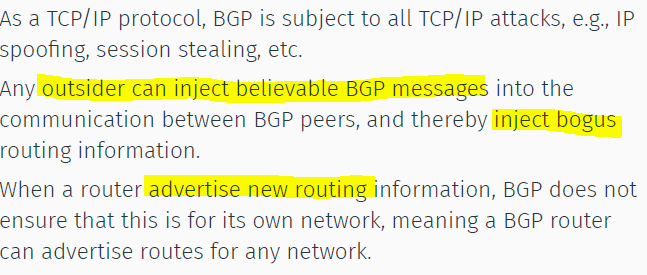 As a TCP/IP protocol, BGP is subject to all TCP/IP attacks, e.g., IP
spoofing, session stealing, etc.
Any outsider can inject believable BGP messages into the
communication between BGP peers, and thereby inject bogus
routing information.
When a router advertise new routing information, BGP does not
ensure that this is for its own network, meaning a BGP router
can advertise routes for any network.